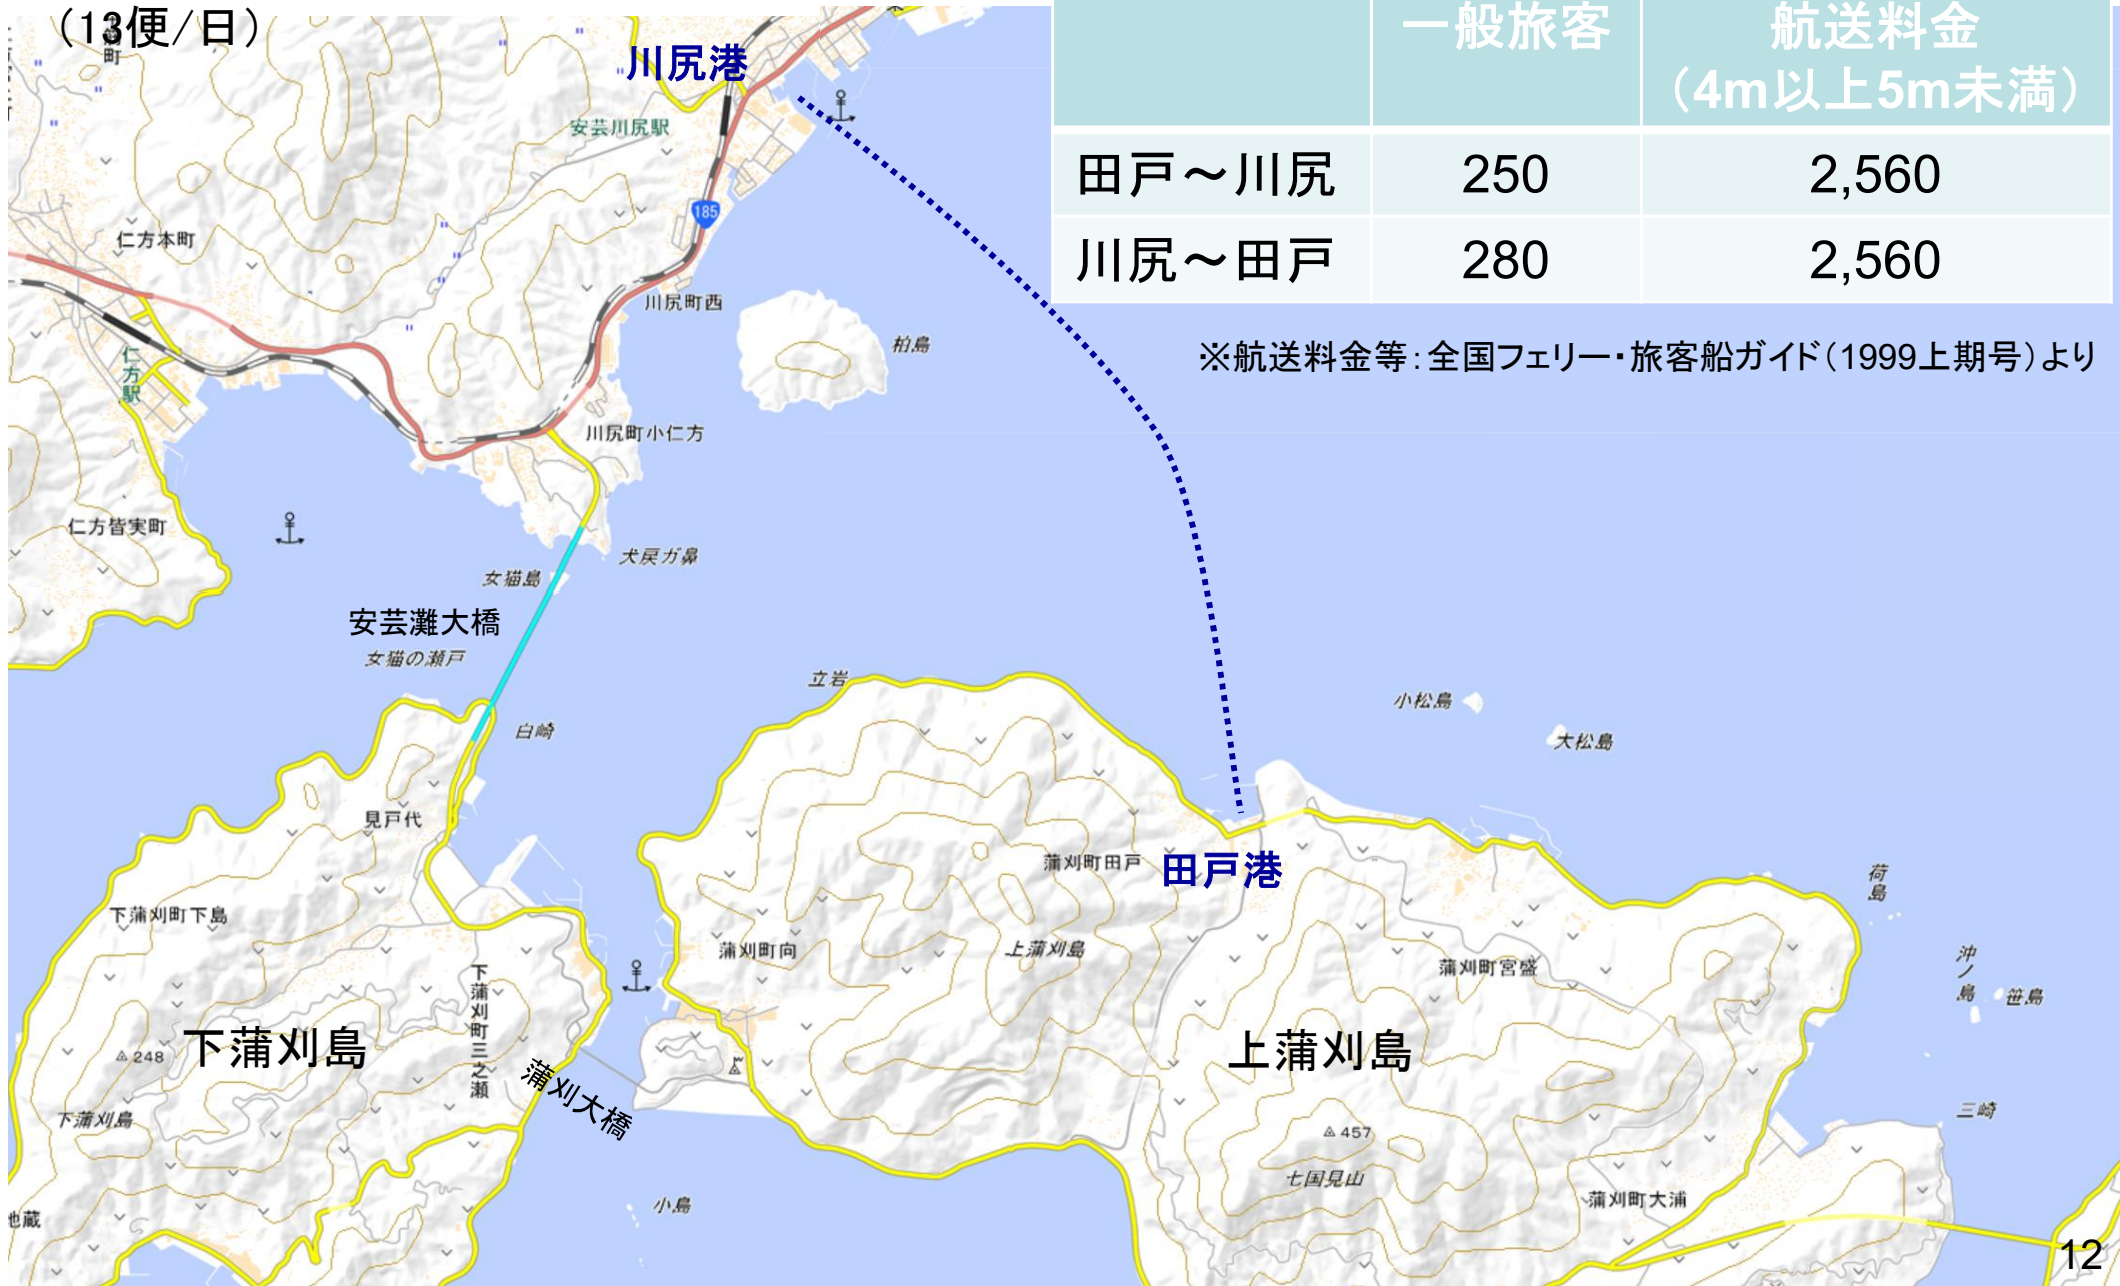 （13便/日）
町
川尻港
安芸川尻駅
185
仁方本町
川尻町西
仁方駅
柏島
川尻町小仁方
仁方皆実町
女猫島
犬戻ガ鼻
安芸灘大橋
女猫の瀬戸
白崎
立岩
小松島
大松島
見戸代
蒲刈町田戸
田戸港
荷島
下蒲刈町下島
蒲刈町向
上蒲刈島
蒲刈町宮盛
沖ノ島
笹島
下蒲刈町三之瀬
248
下蒲刈島
上蒲刈島
蒲刈大橋
下蒲刈島
457
三崎
七国見山
蒲刈町大浦
小島
地蔵
一般旅客 航送料金
（4m以上5m未満）
田戸～川尻 250 2,560
川尻～田戸 280 2,560
※航送料金等：全国フェリー・旅客船ガイド（1999上期号）より
12